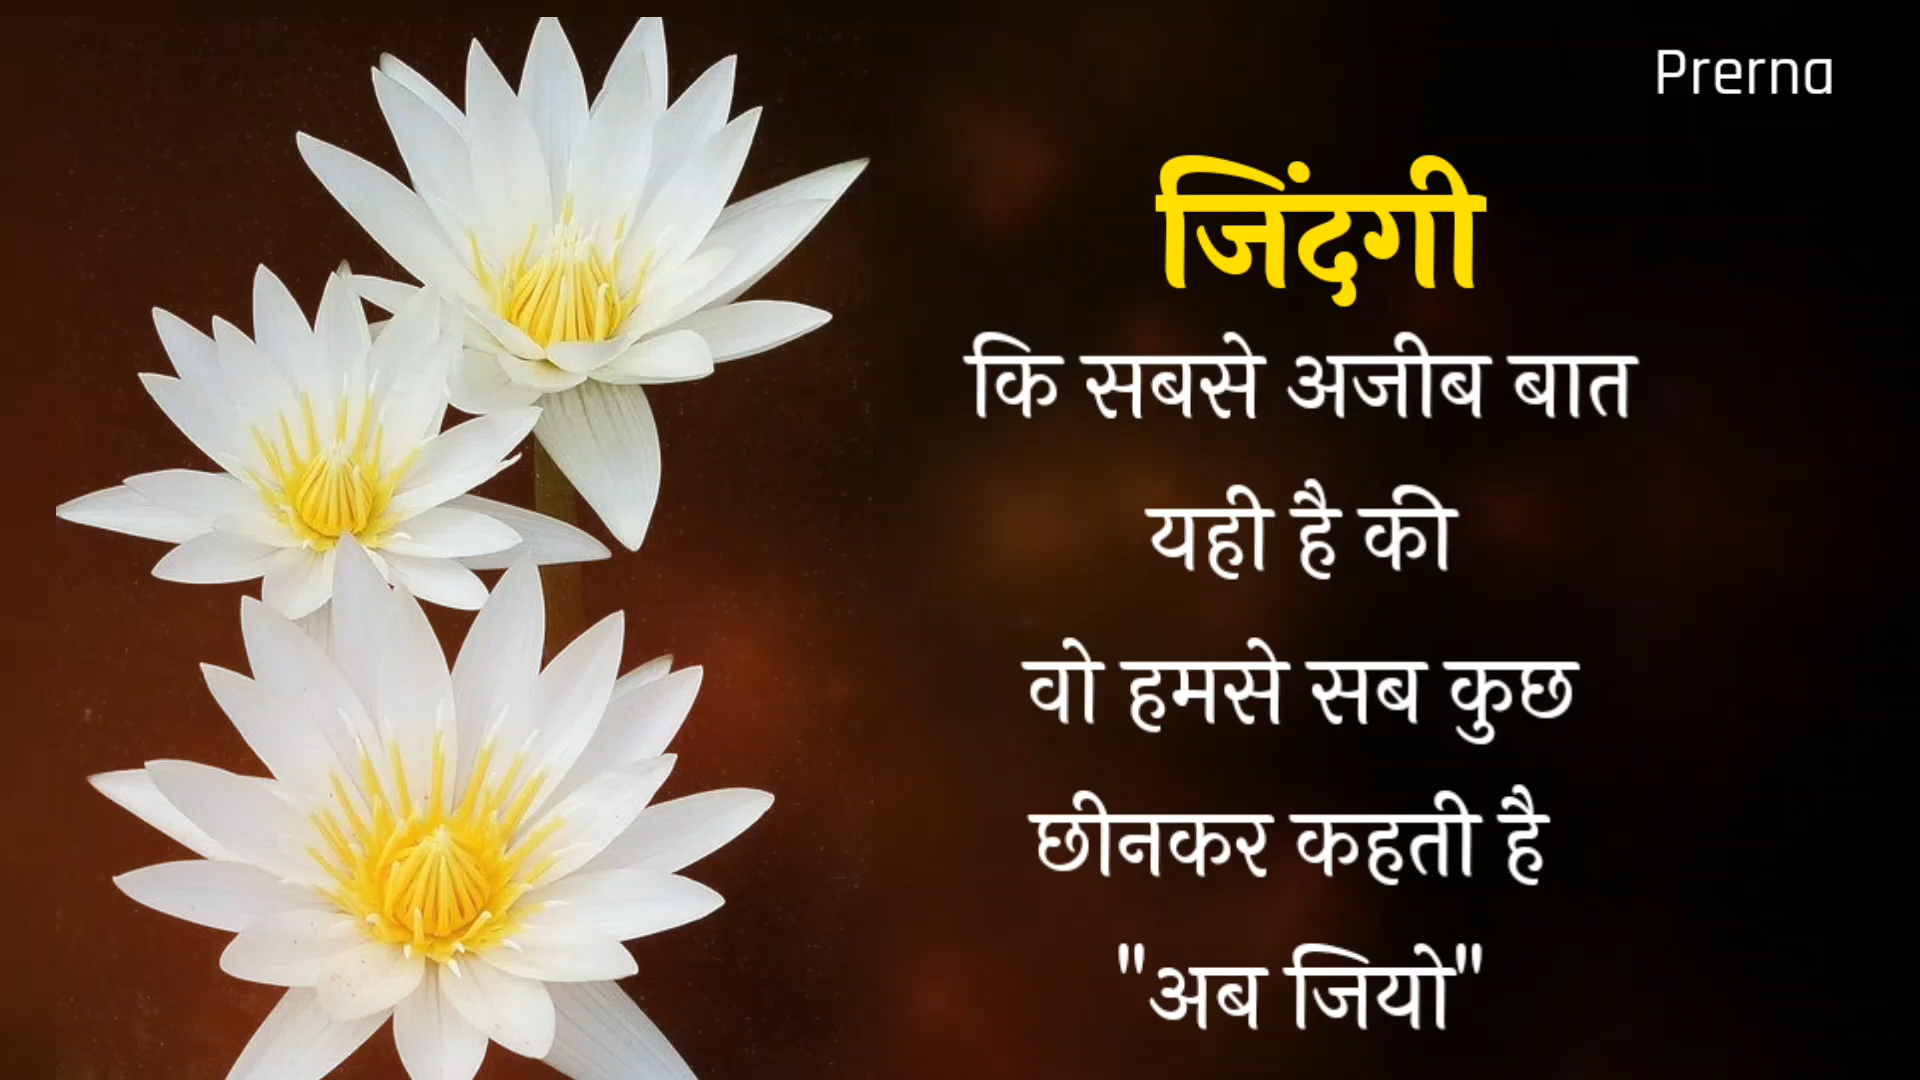 Prerna
जिंदगी
कि सबसे अजीब बात
यही है की
वो हमसे सब कुछ
छीनकर कहती है
"अब जियो"